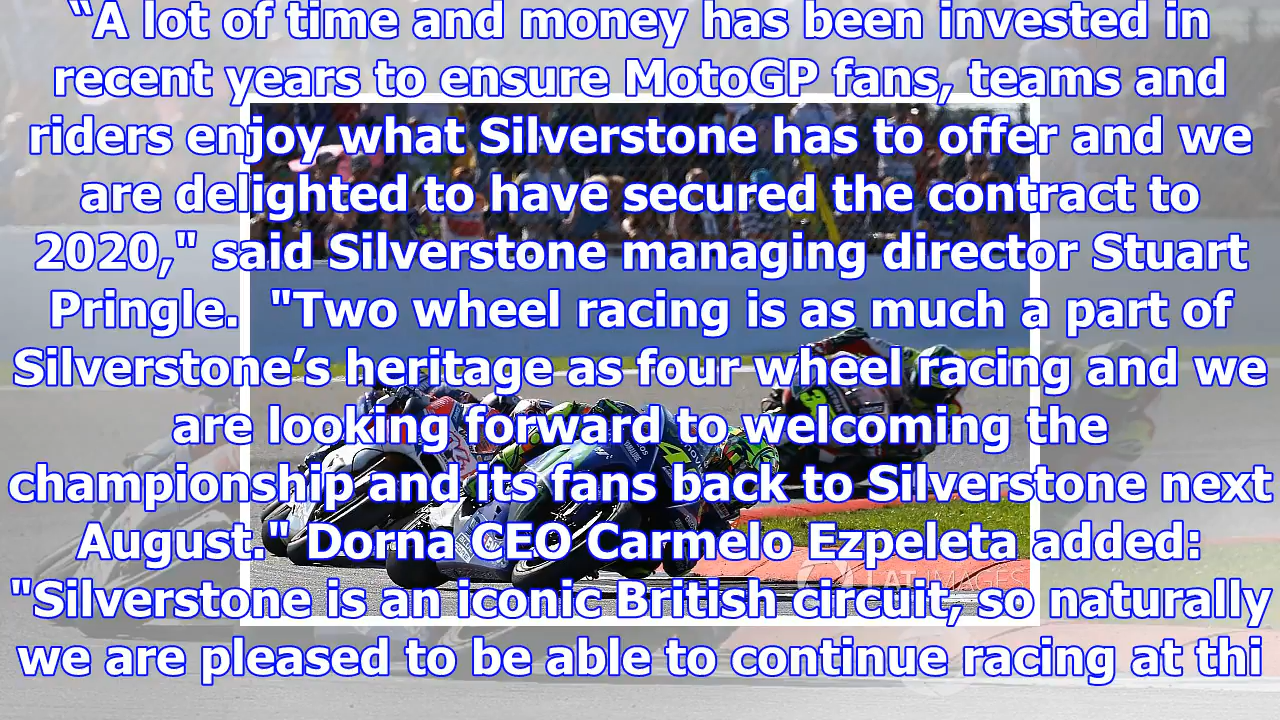 “A lot of time and money has been invested in
recent years to ensure MotoGP fans, teams and
riders enjoy what Silverstone has to offer and we
are delighted to have secured the contract to
2020," said Silverstone managing director Stuart
Pringle.  "Two wheel racing is as much a part of
Silverstone’s heritage as four wheel racing and we
are looking forward to welcoming the
championship and its fans back to Silverstone next
August." Dorna CEO Carmelo Ezpeleta added:
"Silverstone is an iconic British circuit, so naturally
we are pleased to be able to continue racing at thi
LAT IMAGES